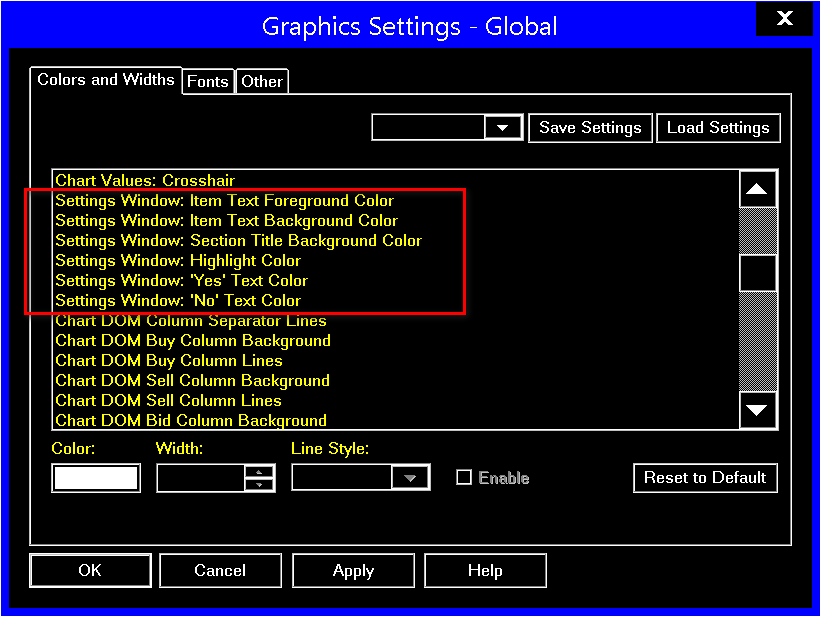 Graphics Settings - Global
X
Colors and Widths
Fonts
Other
Save Settings
Load Settings
Chart Values: Crosshair
Settings Window: Item Text Foreground Color
Settings Window: Item Text Background Color
Settings Window: Section Title Background Color
Settings Window: Highlight Color
Settings Window: 'Yes' Text Color
Settings Window: 'No' Text Color
Chart DOM Column Separator Lines
Chart DOM Buy Column Background
Chart DOM Buy Column Lines
Chart DOM Sell Column Background
Chart DOM Sell Column Lines
Chart DOM Bid Column Background
Color:
Width:
Line Style:
Enable
Reset to Default
OK
Cancel
Apply
Help